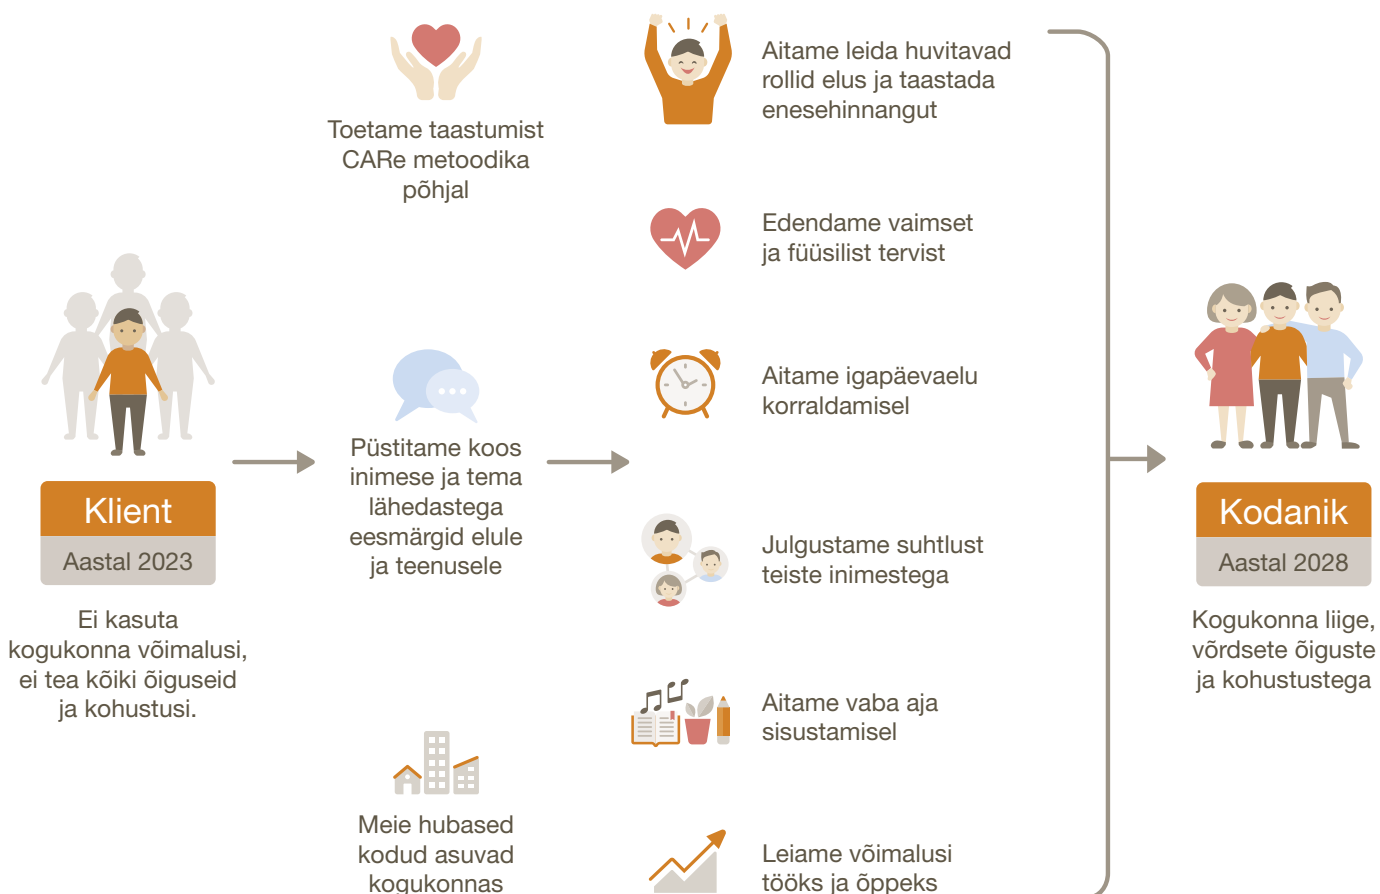 Klient
Aastal 2023
Ei kasuta
kogukonna võimalusi,
ei tea kõiki õiguseid
ja kohustusi.
Toetame taastumist
CARe metoodika
põhjal
Püstitame koos
inimese ja tema
lähedastega
eesmärgid elule
ja teenusele
Meie hubased
kodud asuvad
kogukonnas
Aitame leida huvitavad
rollid elus ja taastada
enesehinnangut
Edendame vaimset
ja füüsilist tervist
Aitame igapäevaelu
korraldamisel
Julgustame suhtlust
teiste inimestega
Aitame vaba aja
sisustamisel
Leiame võimalusi
tööks ja õppeks
Kodanik
Aastal 2028
Kogukonna liige,
võrdsete õiguste
ja kohustustega